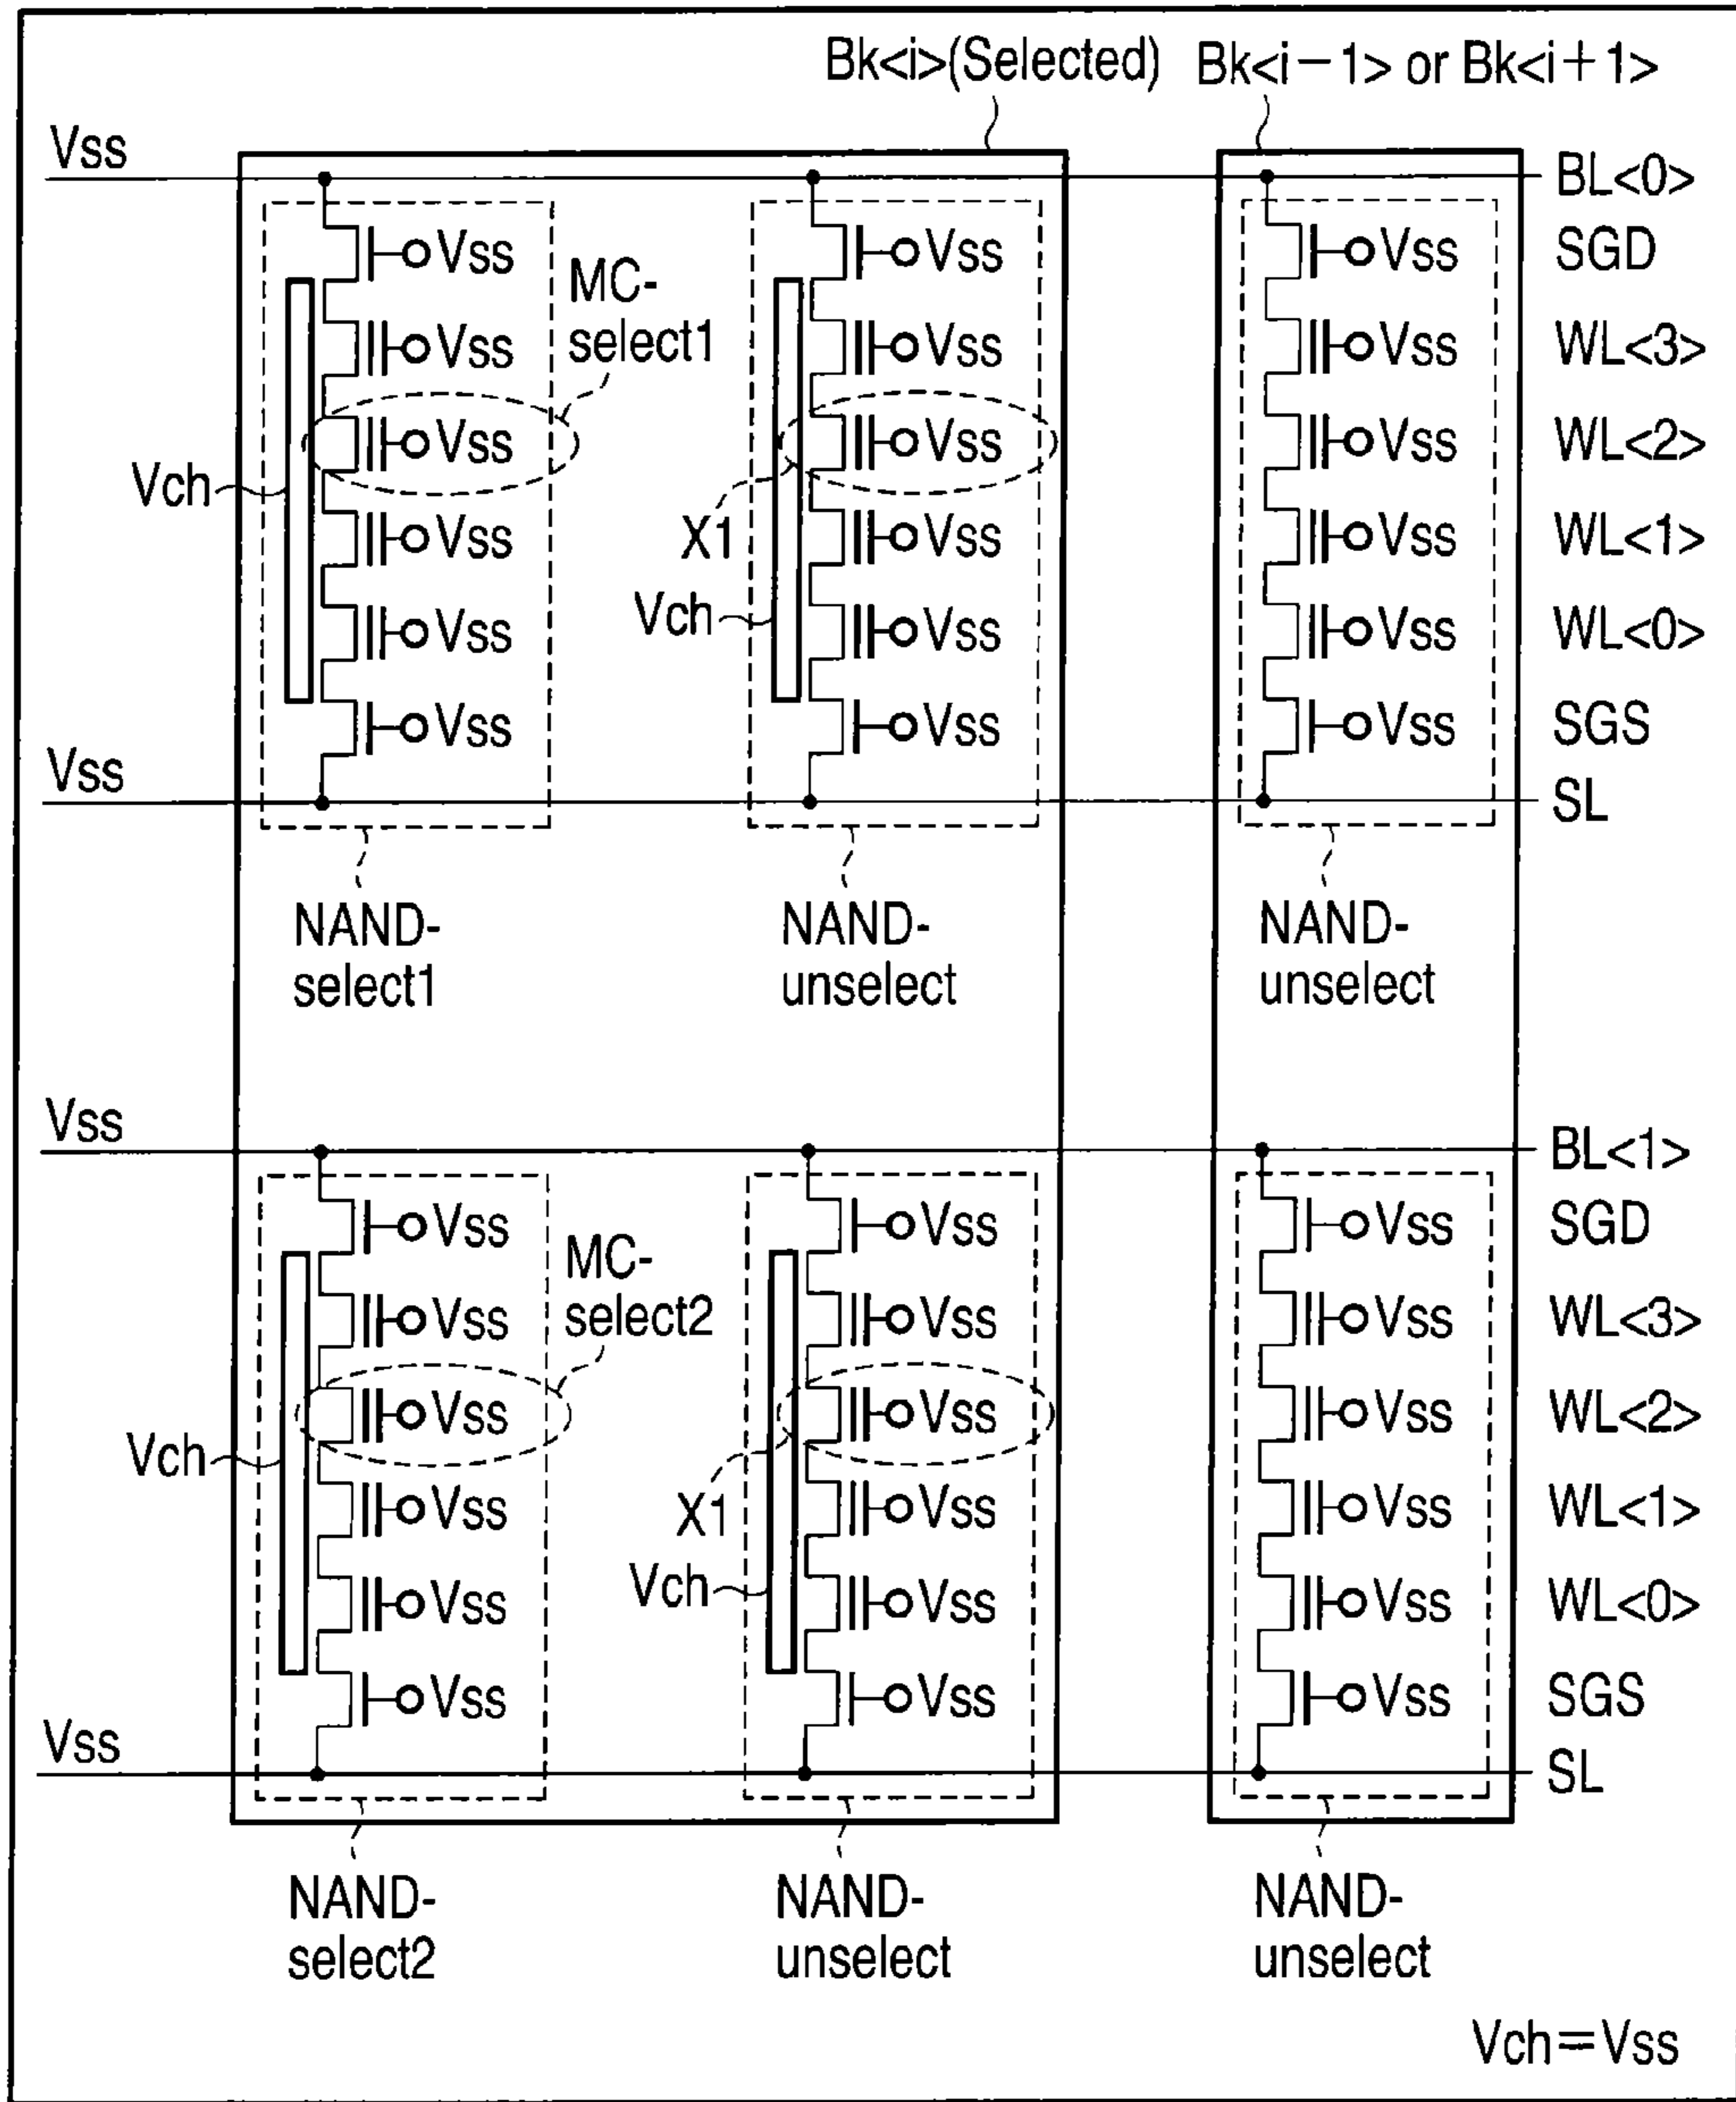 Bk<i>(Selected) Bk<i-1> or Bk<i+1>
Vss BL<0>
Vss Vss Vss SGD
MC-
select1
Vss Vss Vss WL<3>
Vss Vss Vss WL<2>
Vch
X1
Vss Vss Vss WL<1>
Vch
Vss Vss Vss WL<0>
Vss Vss Vss SGS
Vss SL
NAND-
select1
NAND-
unselect
NAND-
unselect
Vss BL<1>
Vss Vss Vss SGD
MC-
select2
Vss Vss Vss WL<3>
Vss Vss Vss WL<2>
Vch
X1
Vss Vss Vss WL<1>
Vch
Vss Vss Vss WL<0>
Vss Vss Vss SGS
Vss SL
NAND-
select2
NAND-
unselect
NAND-
unselect
Vch=Vss